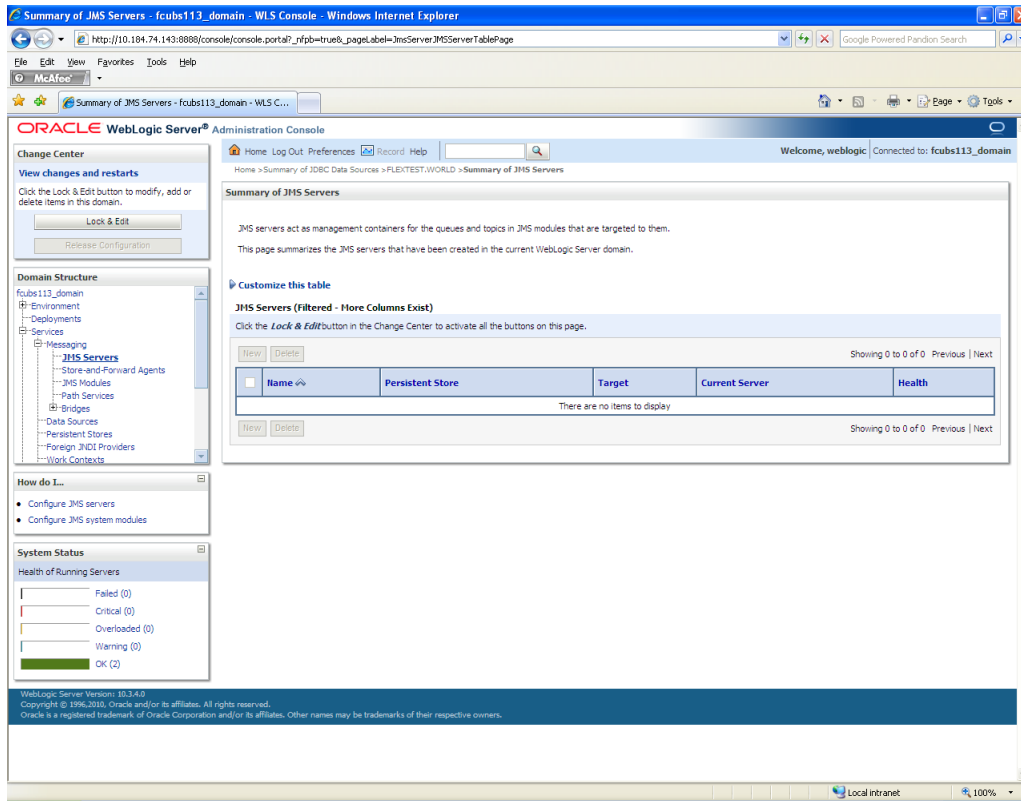 Summary of JMS Servers - fcubs113_domain - WLS Console - Windows Internet Explorer
http://10.184.74.143:8888/console/console.portal?_nfpb=true&_pageLabel=JmsServerJMSServerTablePage
Google Powered Pandion Search
File Edit View Favorites Tools Help
McAfee
Summary of JMS Servers - fcubs113_domain - WLS C...
Page Tools
ORACLE WebLogic Server® Administration Console
Change Center
View changes and restarts
Click the Lock & Edit button to modify, add or
delete items in this domain.
Lock & Edit
Release Configuration
Domain Structure
fcubs113_domain
Environment
Deployments
Services
Messaging
JMS Servers
Store-and-Forward Agents
JMS Modules
Path Services
Bridges
Data Sources
Persistent Stores
Foreign JNDI Providers
Work Contexts
How do I...
Configure JMS servers
Configure JMS system modules
System Status
Health of Running Servers
Failed (0)
Critical (0)
Overloaded (0)
Warning (0)
OK (2)
Home Log Out Preferences Record Help
Welcome, weblogic Connected to: fcubs113_domain
Home >Summary of JDBC Data Sources >FLEXTEST.WORLD >Summary of JMS Servers
Summary of JMS Servers
JMS servers act as management containers for the queues and topics in JMS modules that are targeted to them.
This page summarizes the JMS servers that have been created in the current WebLogic Server domain.
Customize this table
JMS Servers (Filtered - More Columns Exist)
Click the Lock & Edit button in the Change Center to activate all the buttons on this page.
New Delete Showing 0 to 0 of 0 Previous | Next
Name Persistent Store Target Current Server Health
There are no items to display
New Delete Showing 0 to 0 of 0 Previous | Next
WebLogic Server Version: 10.3.4.0
Copyright © 1996,2010, Oracle and/or its affiliates. All rights reserved.
Oracle is a registered trademark of Oracle Corporation and/or its affiliates. Other names may be trademarks of their respective owners.
Local intranet 100%